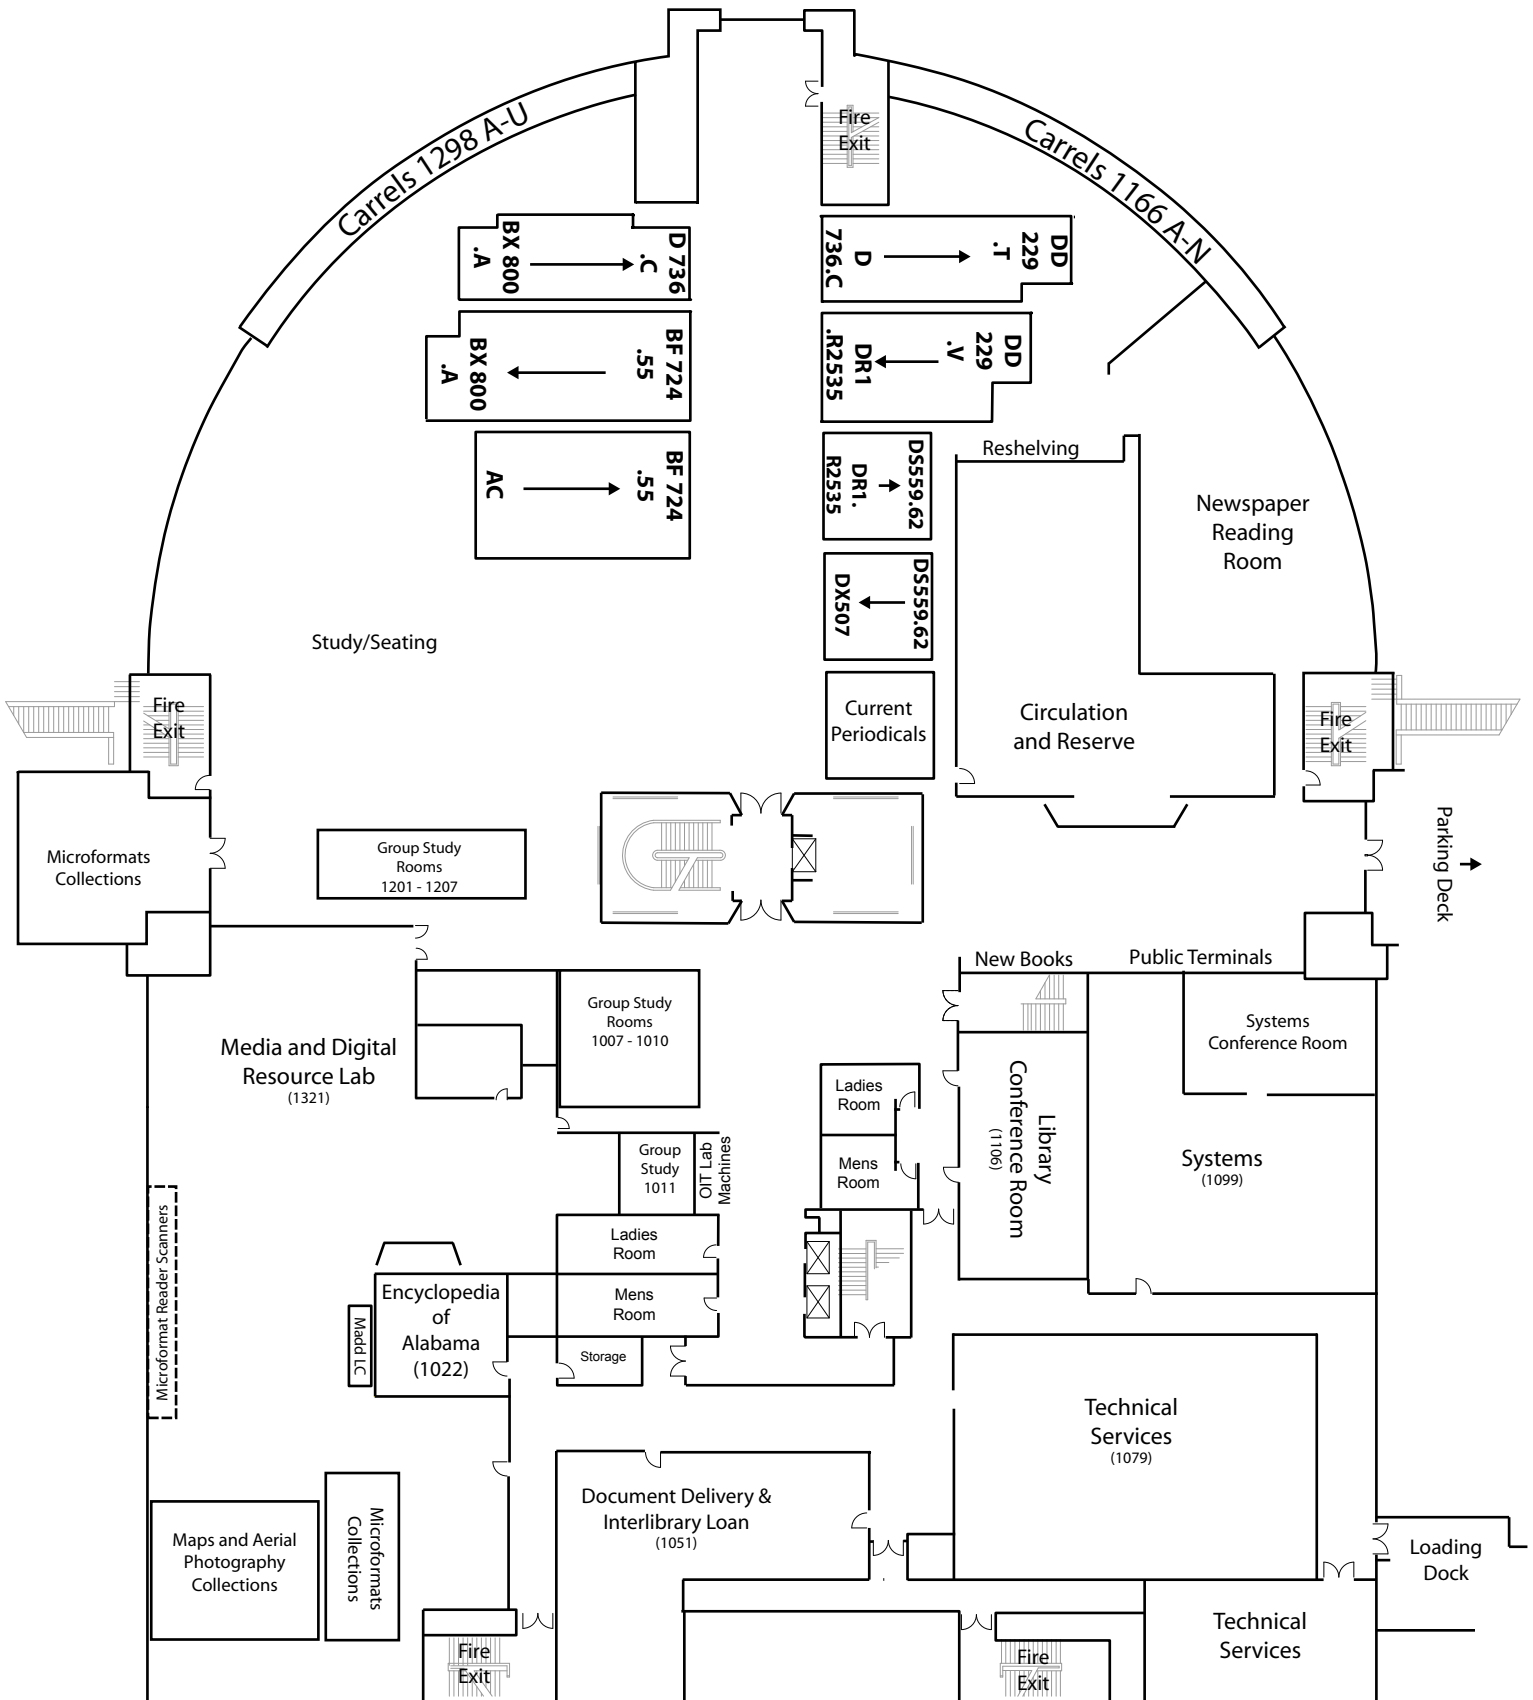 Carrels 1298 A-U
Fire
Exit
Carrels 1166 A-N
BX 800
.A
D 736
.C
D
736.C
DD
229
.T
BX 800
.A
BF 724
.55
DR1
.R2535
DD
229
.V
AC
BF 724
.55
DR1.
R2535
DS559.62
Reshelving
Newspaper
Reading
Room
DX507
DS559.62
Study/Seating
Fire
Exit
Current
Periodicals
Circulation
and Reserve
Fire
Exit
Microformats
Collections
Group Study
Rooms
1201 - 1207
Parking Deck
New Books
Public Terminals
Group Study
Rooms
1007 - 1010
Systems
Conference Room
Media and Digital
Resource Lab
(1321)
Ladies
Room
Library
Conference Room
(1106)
Mens
Room
Systems
(1099)
Group
Study
1011
OIT Lab
Machines
Microformat Reader Scanners
Ladies
Room
Encyclopedia
of
Alabama
(1022)
Mens
Room
Madd LC
Storage
Technical
Services
(1079)
Document Delivery &
Interlibrary Loan
(1051)
Maps and Aerial
Photography
Collections
Microformats
Collections
Loading
Dock
Technical
Services
Fire
Exit
Fire
Exit